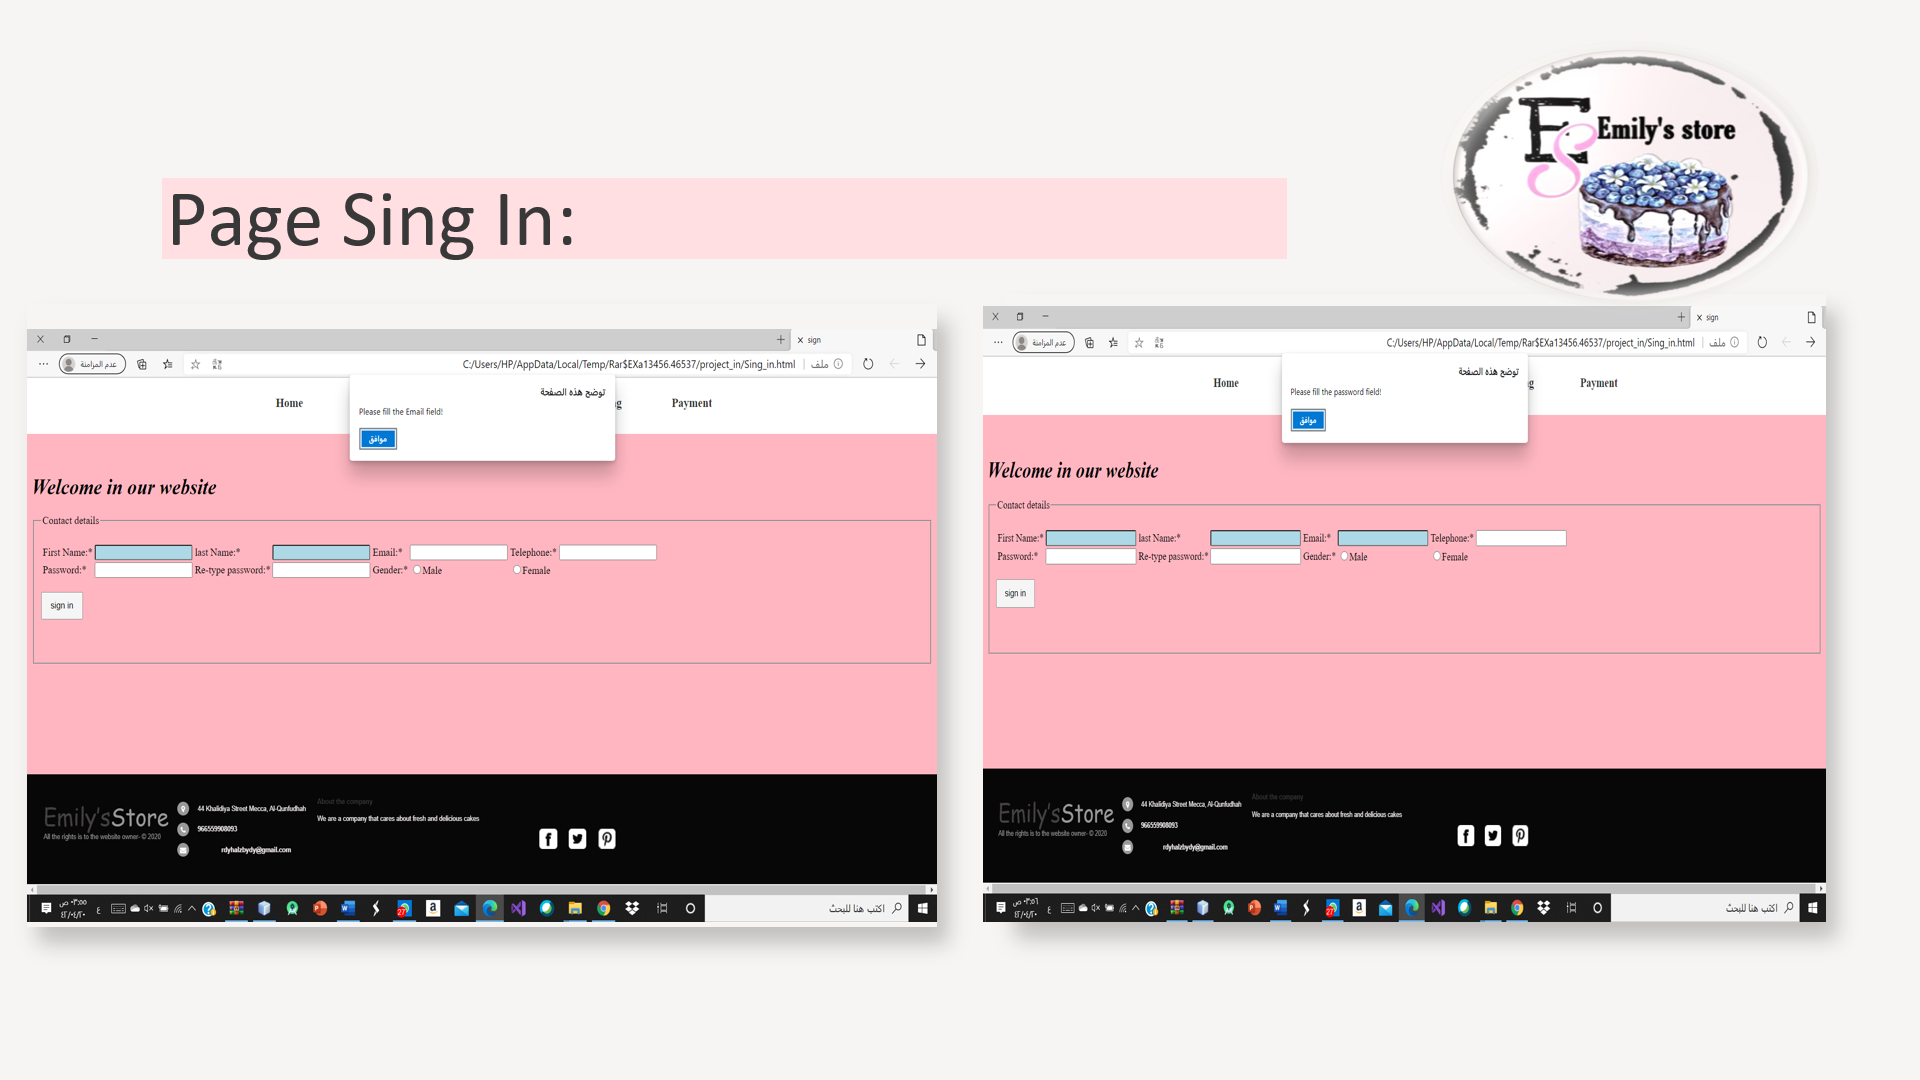 E
S
Emily's store
Page Sing In:
sign
عدم المزامنة
C:/Users/HP/AppData/Local/Temp/Rar$EXa13456.46537/project_in/Sing_in.html
ملف
Home
توضح هذه الصفحة
Please fill the Email field!
موافق
g
Payment
Welcome in our website
Contact details
First Name:* last Name:* Email:* Telephone:*
Password:* Re-type password:* Gender:* Male Female
sign in
Emily'sStore
All the rights is to the website owner- © 2020
44 Khalidiya Street Mecca, Al-Qunfudhah
966559908093
rdyhalzbydy@gmail.com
About the company
We are a company that cares about fresh and delicious cakes
اكتب هنا للبحث
sign
عدم المزامنة
C:/Users/HP/AppData/Local/Temp/Rar$EXa13456.46537/project_in/Sing_in.html
ملف
Home
توضح هذه الصفحة
Please fill the password field!
موافق
g
Payment
Welcome in our website
Contact details
First Name:* last Name:* Email:* Telephone:*
Password:* Re-type password:* Gender:* Male Female
sign in
Emily'sStore
All the rights is to the website owner- © 2020
44 Khalidiya Street Mecca, Al-Qunfudhah
966559908093
rdyhalzbydy@gmail.com
About the company
We are a company that cares about fresh and delicious cakes
اكتب هنا للبحث